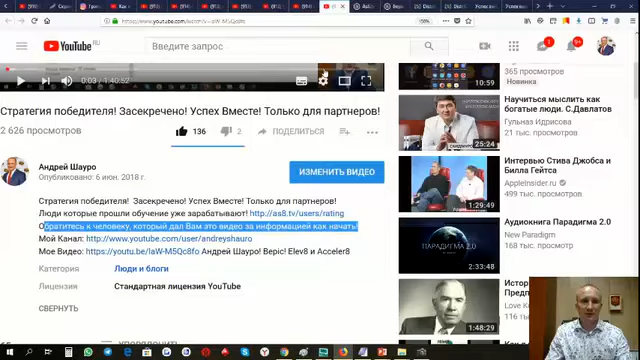 YouTube RU
Введите запрос
0:03 / 1:40:52
Стратегия победителя! Засекречено! Успех Вместе! Только для партнеров!
2 626 просмотров
136
2
ПОДЕЛИТЬСЯ
Андрей Шауро
Опубликовано: 6 июн. 2018 г.
ИЗМЕНИТЬ ВИДЕО
Стратегия победителя! Засекречено! Успех Вместе! Только для партнеров!
Люди которые прошли обучение уже зарабатывают! http://as8.tv/users/rating
Обратитесь к человеку, который дал Вам это видео за информацией как начать!
Мой Канал: http://www.youtube.com/user/andreyshauro
Мое Видео: https://youtu.be/IaW-M5Qc8fo Андрей Шауро! Верiс! Elev8 и Acceler8
Категория
Люди и блоги
Лицензия
Стандартная лицензия YouTube
СВЕРНУТЬ
УПОРЯДОЧИТЬ
10:59
365 просмотров
Новинка
25:24
Научиться мыслить как
богатые люди. С.Давлатов
Гульназ Идрисова
21 тыс. просмотров
1:29:49
Интервью Стива Джобса и
Билла Гейтса
AppleInsider.ru
499 тыс. просмотров
ПАРАДИГМА 2.0
2:33:48
Аудиокнига Парадигма 2.0
New Paradigm
168 тыс. просмотров
1:48:29
116 тыс